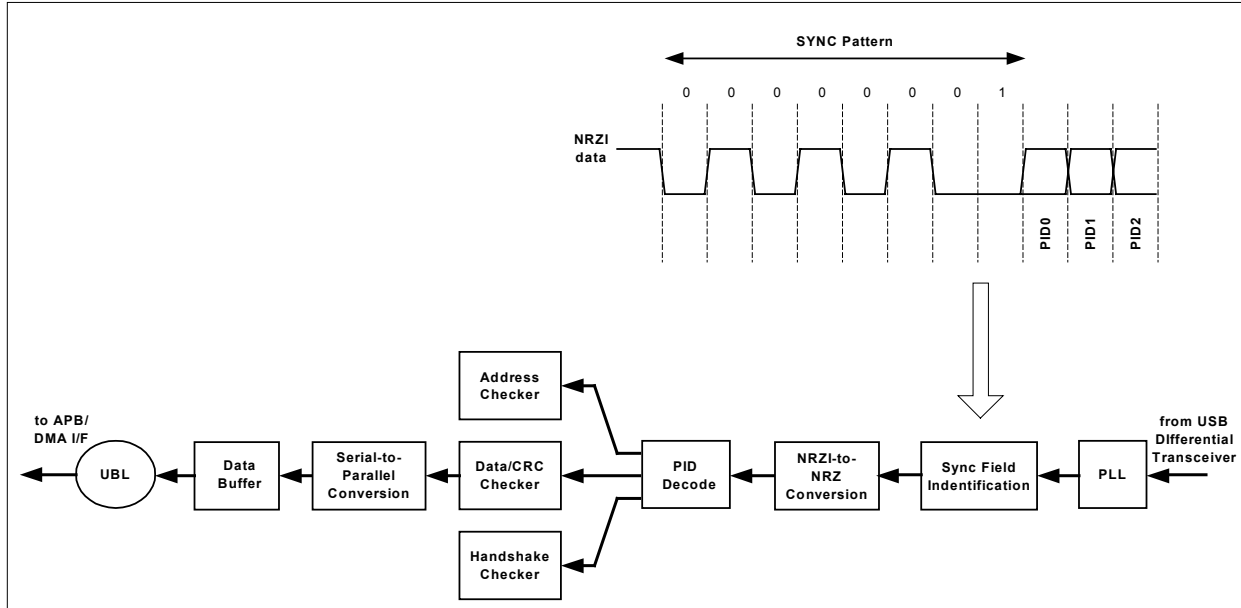 SYNC Pattern
0 0 0 0 0 0 1
NRZI
data
PID0
PID1
PID2
Address
Checker
to APB/
DMA I/F
UBL
Data
Buffer
Serial-to-
Parallel
Conversion
Data/CRC
Checker
PID
Decode
NRZI-to-
NRZ
Conversion
Sync Field
Indentification
PLL
from USB
DIfferential
Transceiver
Handshake
Checker